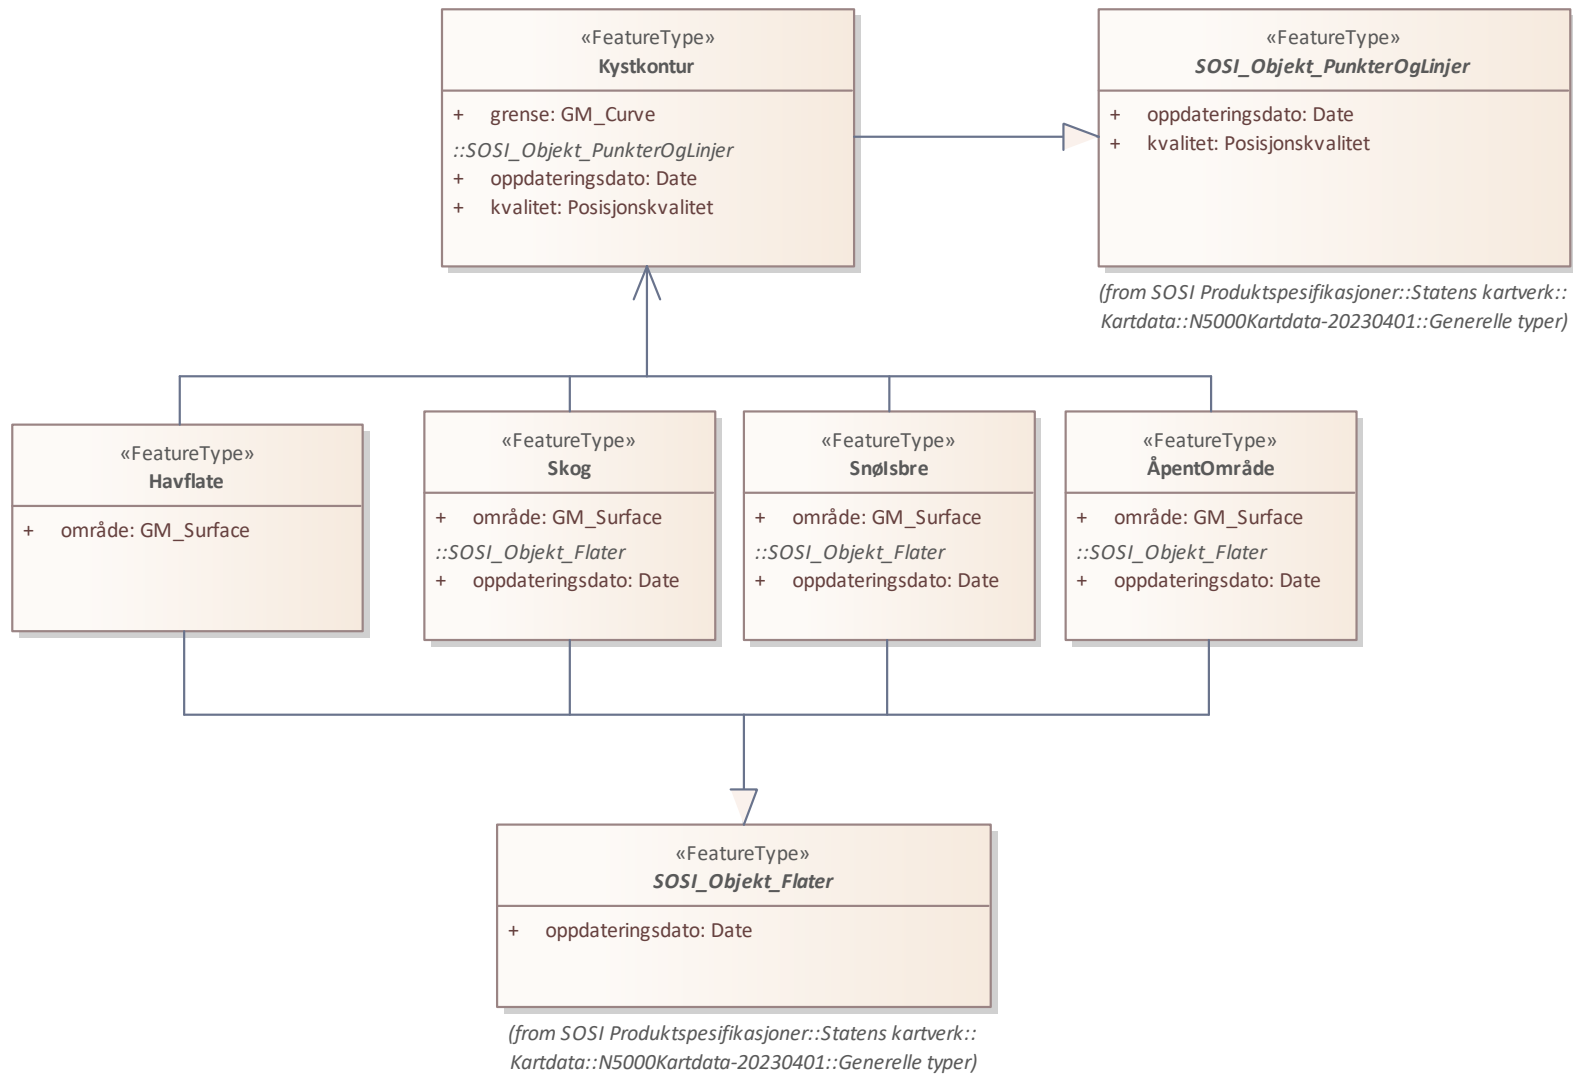 «FeatureType»
Kystkontur
+ grense: GM_Curve
::SOSI_Objekt_PunkterOgLinjer
+ oppdateringsdato: Date
+ kvalitet: Posisjonskvalitet
«FeatureType»
SOSI_Objekt_PunkterOgLinjer
+ oppdateringsdato: Date
+ kvalitet: Posisjonskvalitet
(from SOSI Produktspesifikasjoner::Statens kartverk::
Kartdata::N5000Kartdata-20230401::Generelle typer)
«FeatureType»
Havflate
+ område: GM_Surface
«FeatureType»
Skog
+ område: GM_Surface
::SOSI_Objekt_Flater
+ oppdateringsdato: Date
«FeatureType»
SnøIsbre
+ område: GM_Surface
::SOSI_Objekt_Flater
+ oppdateringsdato: Date
«FeatureType»
ÅpentOmråde
+ område: GM_Surface
::SOSI_Objekt_Flater
+ oppdateringsdato: Date
«FeatureType»
SOSI_Objekt_Flater
+ oppdateringsdato: Date
(from SOSI Produktspesifikasjoner::Statens kartverk::
Kartdata::N5000Kartdata-20230401::Generelle typer)